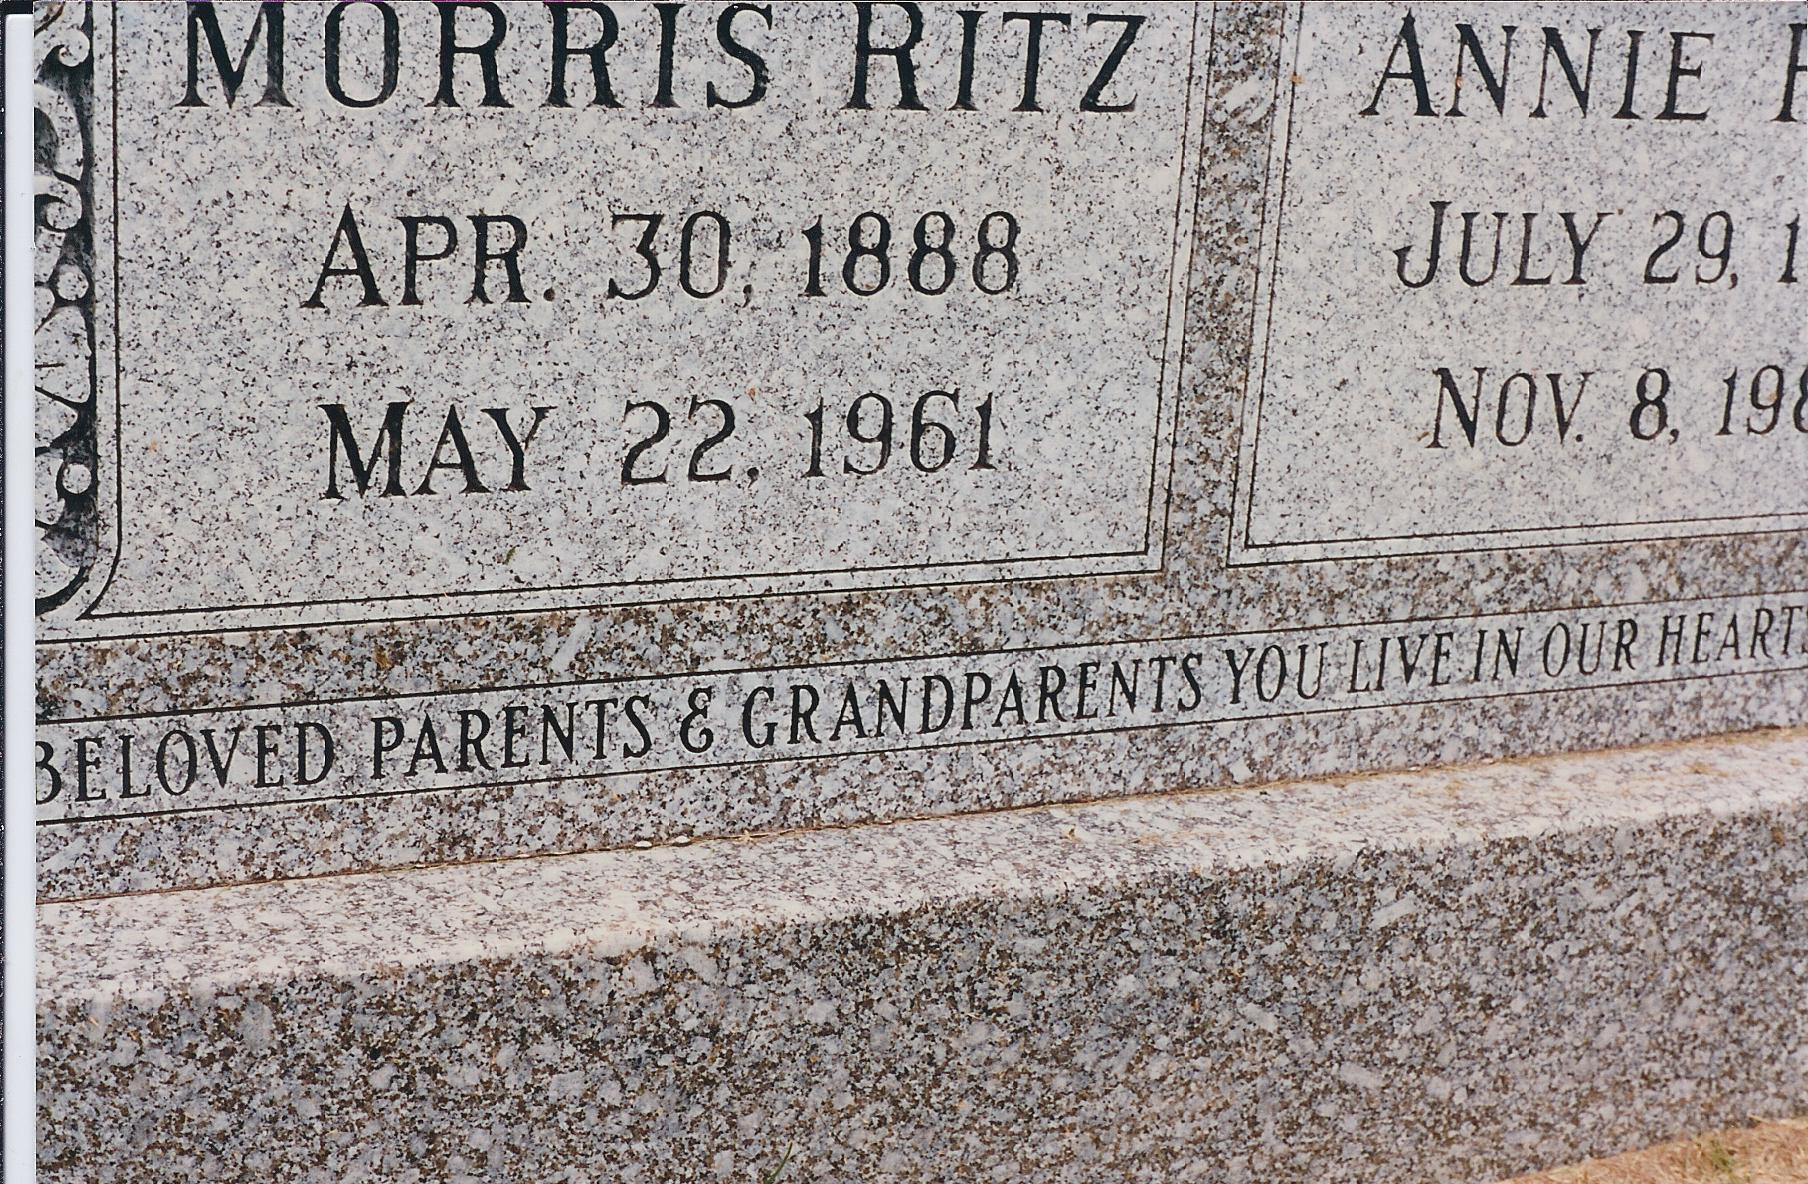 MORRIS RITZ
APR. 30, 1888
MAY 22, 1961
ANNIE
JULY 29,
NOV. 8,
BELOVED PARENTS & GRANDPARENTS YOU LIVE IN OUR HEARTS